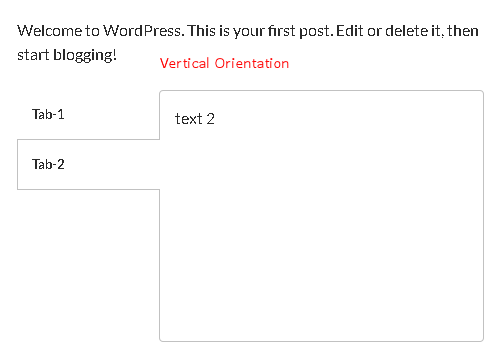 Welcome to WordPress. This is your first post. Edit or delete it, then
start blogging!
Vertical Orientation
Tab-1
text 2
Tab-2